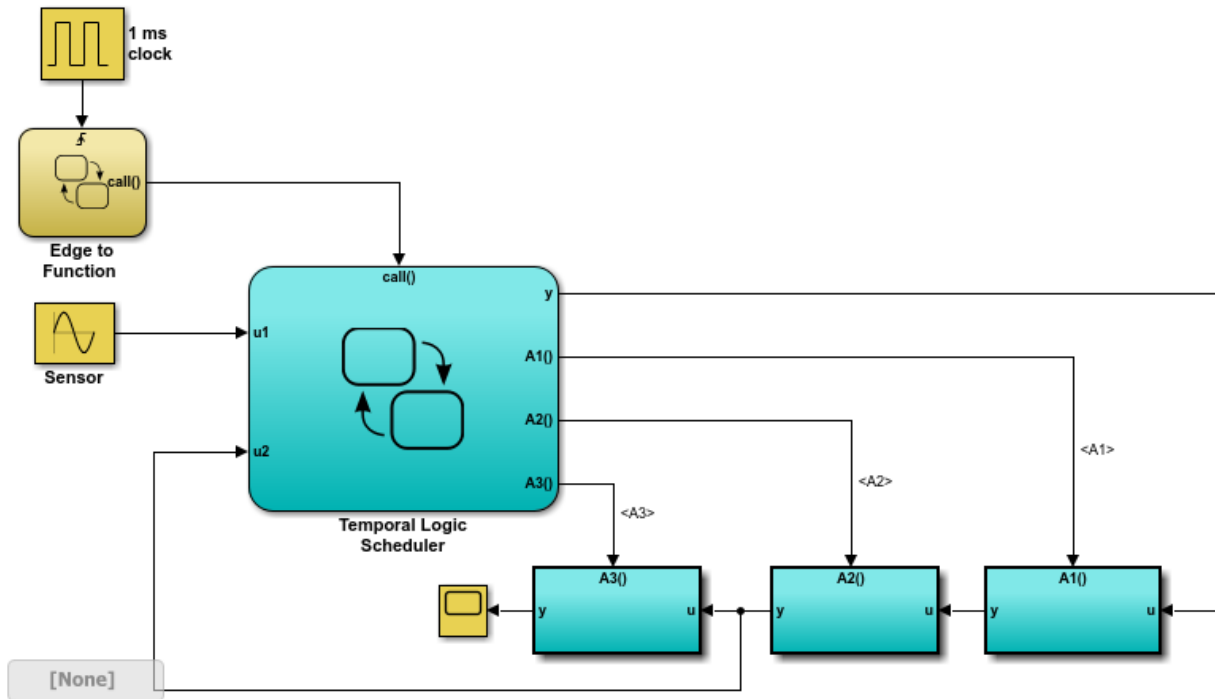 1 ms
clock
call()
Edge to
Function
call()
y
u1
Sensor
A1()
A2()
u2
<A1>
A3()
<A2>
<A3>
Temporal Logic
Scheduler
A3()
A2()
A1()
y
u
y
u
y
u
[None]